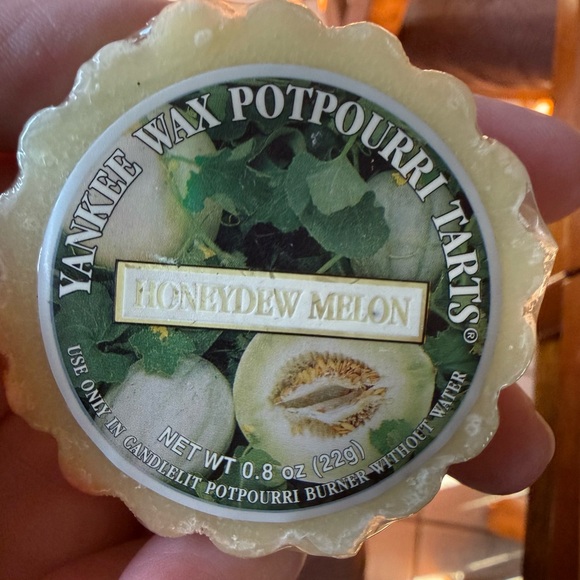 YANKEE WAX POTPOURRI TARTS®
HONEYDEW MELON
NET WT 0.8 oz (22g)
USE ONLY IN CANDLELIT POTPOURRI BURNER WITHOUT WATER